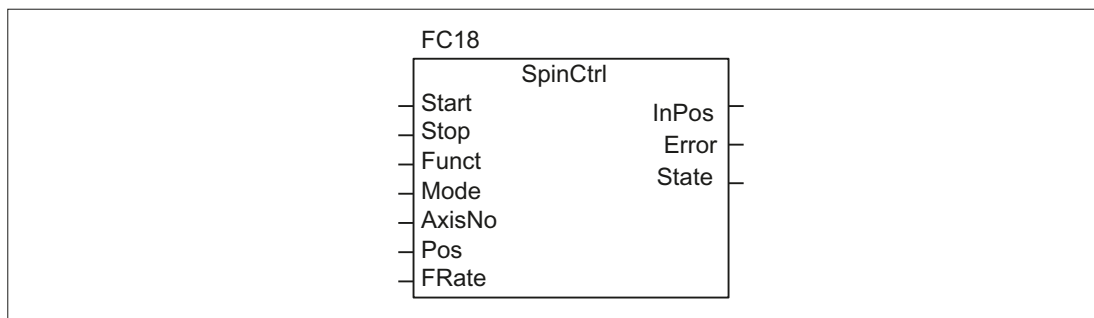 FC18
SpinCtrl
Start
Stop
Funct
Mode
AxisNo
Pos
FRate
InPos
Error
State